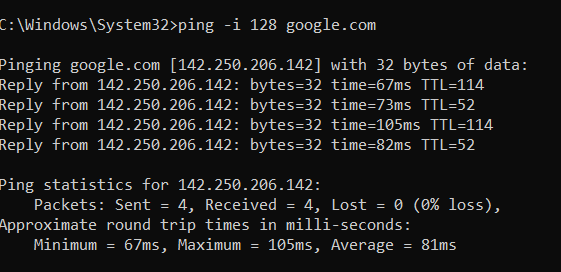 C:\Windows\System32>ping -i 128 google.com
Pinging google.com [142.250.206.142] with 32 bytes of data:
Reply from 142.250.206.142: bytes=32 time=67ms TTL=114
Reply from 142.250.206.142: bytes=32 time=73ms TTL=52
Reply from 142.250.206.142: bytes=32 time=105ms TTL=114
Reply from 142.250.206.142: bytes=32 time=82ms TTL=52
Ping statistics for 142.250.206.142:
    Packets: Sent = 4, Received = 4, Lost = 0 (0% loss),
Approximate round trip times in milli-seconds:
    Minimum = 67ms, Maximum = 105ms, Average = 81ms